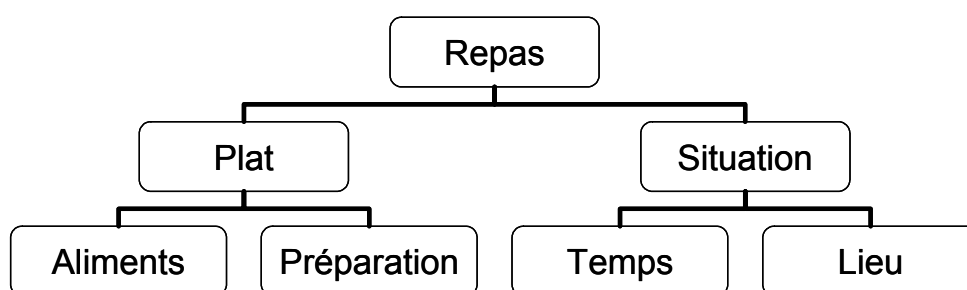 Repas
Plat
Situation
Aliments
Préparation
Temps
Lieu